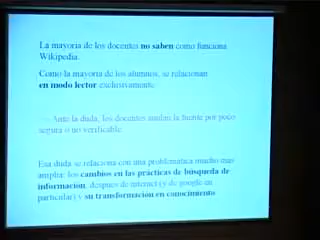 La mayoría de los docentes no saben como funciona
Wikipedia.
Como la mayoría de los alumnos, se relacionan
en modo lector exclusivamente.
Ante la duda, los docentes anulan la fuente por poco
segura o no verificable.
Esa duda se relaciona con una problemática mucho más
amplia: los cambios en las prácticas de búsqueda de
información, después de internet (y de google en
particular) y su transformación en conocimiento.